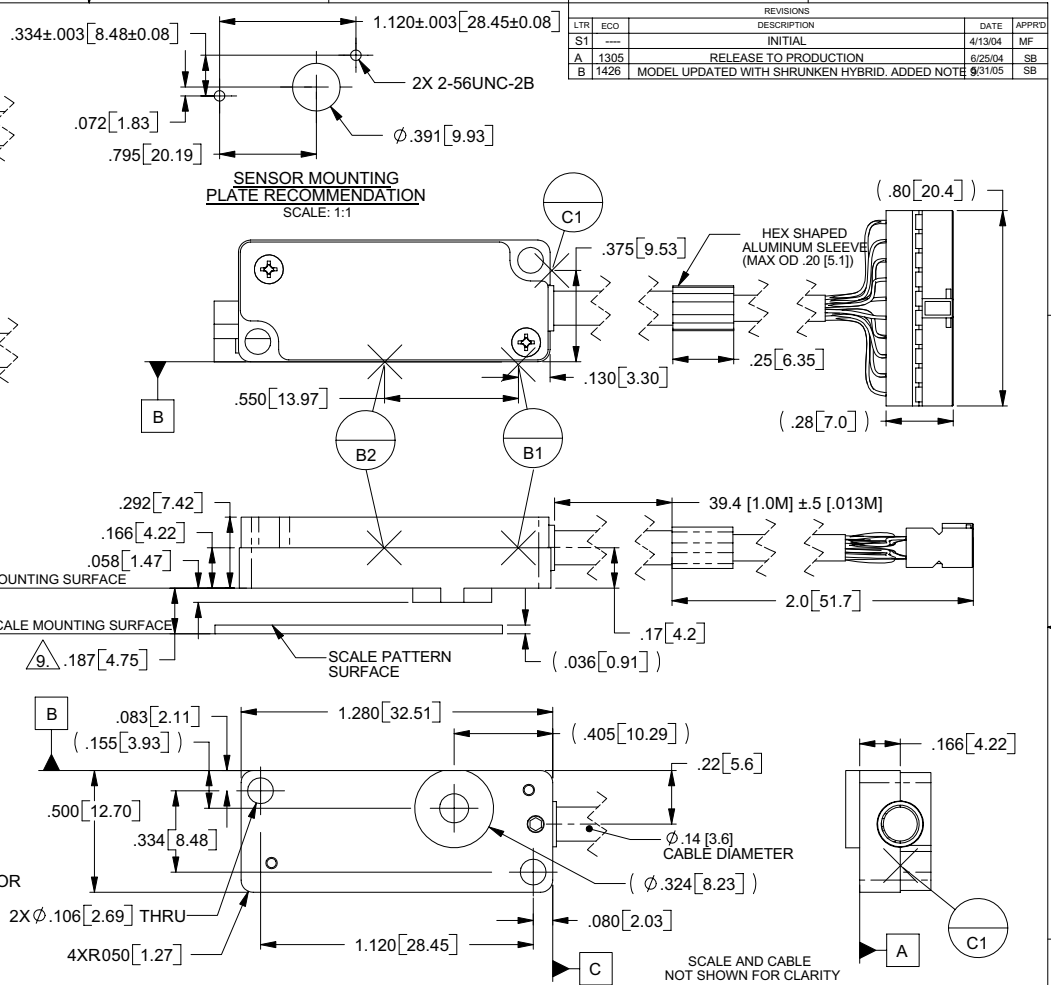 REVISIONS
LTR ECO DESCRIPTION DATE APPR'D
S1 ---- INITIAL 4/13/04 MF
A 1305 RELEASE TO PRODUCTION 6/25/04 SB
B 1426 MODEL UPDATED WITH SHRUNKEN HYBRID. ADDED NOTE /31/05 SB
1.120±.003 [28.45±0.08]
.334±.003 [8.48±0.08]
2X 2-56UNC-2B
.072 [1.83]
∅.391 [9.93]
.795 [20.19]
SENSOR MOUNTING
PLATE RECOMMENDATION
SCALE: 1:1
C1
(.80 [20.4])
.375 [9.53]
HEX SHAPED
ALUMINUM SLEEVE
(MAX OD .20 [5.1])
.130 [3.30]
.25 [6.35]
.550 [13.97]
(.28 [7.0])
B
B2
B1
.292 [7.42]
.166 [4.22]
.058 [1.47]
39.4 [1.0M] ±.5 [.013M]
OUNTING SURFACE
2.0 [51.7]
CALE MOUNTING SURFACE
.17 [4.2]
9. .187 [4.75]
SCALE PATTERN
SURFACE
(.036 [0.91])
B
.083 [2.11]
1.280 [32.51]
(.155 [3.93])
(.405 [10.29])
.22 [5.6]
.166 [4.22]
.500 [12.70]
.334 [8.48]
∅.14 [3.6]
CABLE DIAMETER
OR
(∅.324 [8.23])
2X ∅.106 [2.69] THRU
.080 [2.03]
4XR050 [1.27]
1.120 [28.45]
C
SCALE AND CABLE
NOT SHOWN FOR CLARITY
A
C1